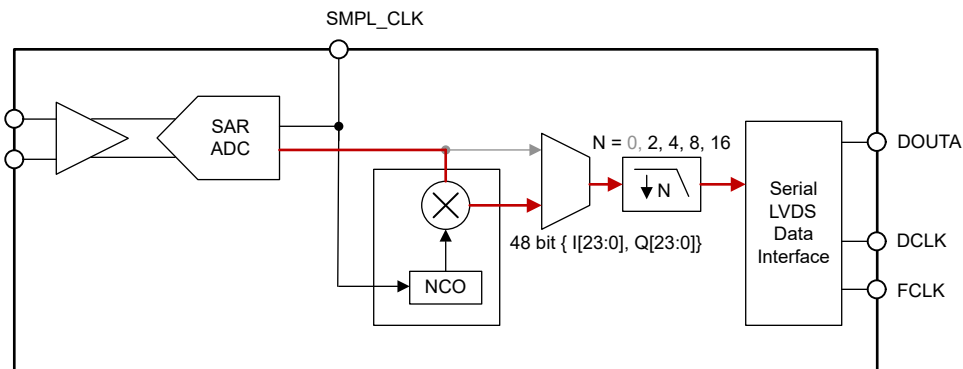 SMPL_CLK
SAR
ADC
N = 0, 2, 4, 8, 16
N
DOUTA
Serial
LVDS
Data
Interface
48 bit { I[23:0], Q[23:0]}
DCLK
NCO
FCLK